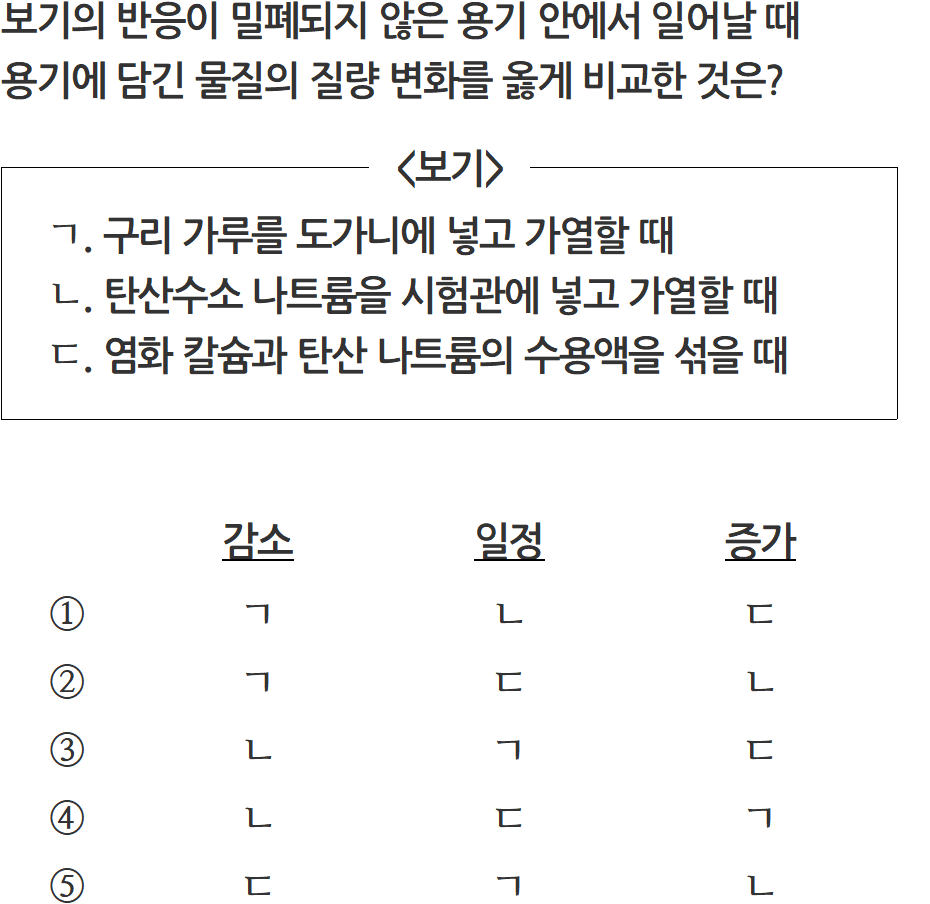 보기의 반응이 밀폐되지 않은 용기 안에서 일어날 때
용기에 담긴 물질의 질량 변화를 옳게 비교한 것은?
<보기>
ㄱ. 구리 가루를 도가니에 넣고 가열할 때
ㄴ. 탄산수소 나트륨을 시험관에 넣고 가열할 때
ㄷ. 염화 칼슘과 탄산 나트륨의 수용액을 섞을 때
감소 일정 증가
① ㄱ ㄴ ㄷ
② ㄱ ㄷ ㄴ
③ ㄴ ㄱ ㄷ
④ ㄴ ㄷ ㄱ
⑤ ㄷ ㄱ ㄴ